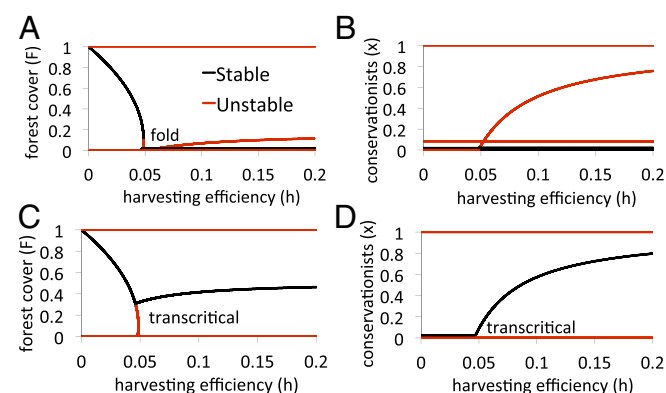 A
forest cover (F)
1
0.8
0.6
0.4
0.2
0
Stable
Unstable
fold
0 0.05 0.1 0.15 0.2
harvesting efficiency (h)
B
conservationists (x)
1
0.8
0.6
0.4
0.2
0
0 0.05 0.1 0.15 0.2
harvesting efficiency (h)
C
forest cover (F)
1
0.8
0.6
0.4
0.2
0
transcritical
0 0.05 0.1 0.15 0.2
harvesting efficiency (h)
D
conservationists (x)
1
0.8
0.6
0.4
0.2
0
transcritical
0 0.05 0.1 0.15 0.2
harvesting efficiency (h)